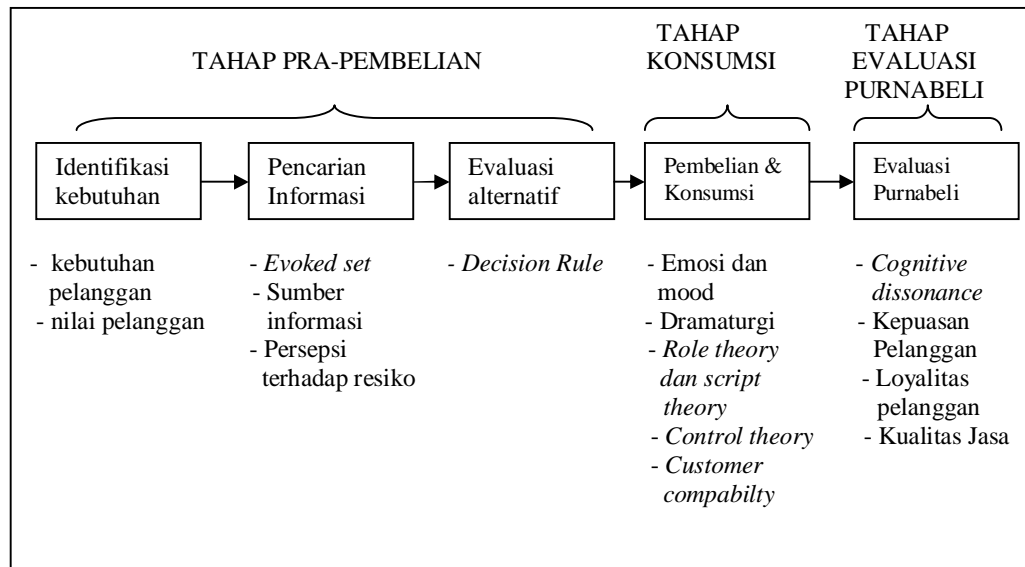 TAHAP PRA-PEMBELIAN
TAHAP
KONSUMSI
TAHAP
EVALUASI
PURNABELI
Identifikasi
kebutuhan
Pencarian
Informasi
Evaluasi
alternatif
Pembelian &
Konsumsi
Evaluasi
Purnabeli
- kebutuhan
pelanggan
- nilai pelanggan
- Evoked set
- Sumber
informasi
- Persepsi
terhadap resiko
- Decision Rule
- Emosi dan
mood
- Dramaturgi
- Role theory
dan script
theory
- Control theory
- Customer
compabilty
- Cognitive
dissonance
- Kepuasan
Pelanggan
- Loyalitas
pelanggan
- Kualitas Jasa